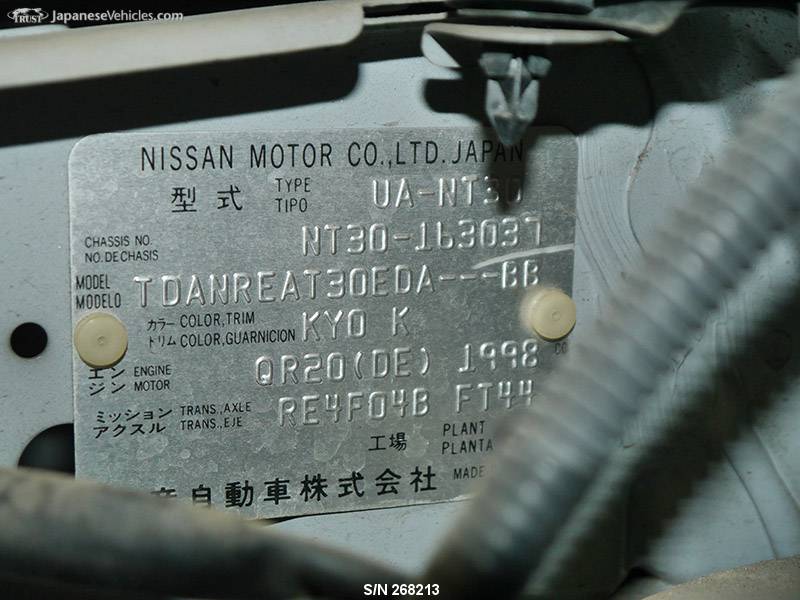 TRUST JapaneseVehicles.com
NISSAN MOTOR CO.,LTD. JAPAN
型式 TYPE TIPO UA-NT30
CHASSIS NO. NO. DE CHASIS NT30-163037
MODEL MODELO TDANREAT30EDA---BB
カラー COLOR,TRIM
トリム COLOR,GUARNICION KY0 K
エンジン ENGINE MOTOR QR20(DE) 1998 CC
ミッション TRANS.,AXLE
アクスル TRANS.,EJE RE4F04B FT44
工場 PLANT PLANTA
産自動車株式会社 MADE
S/N 268213